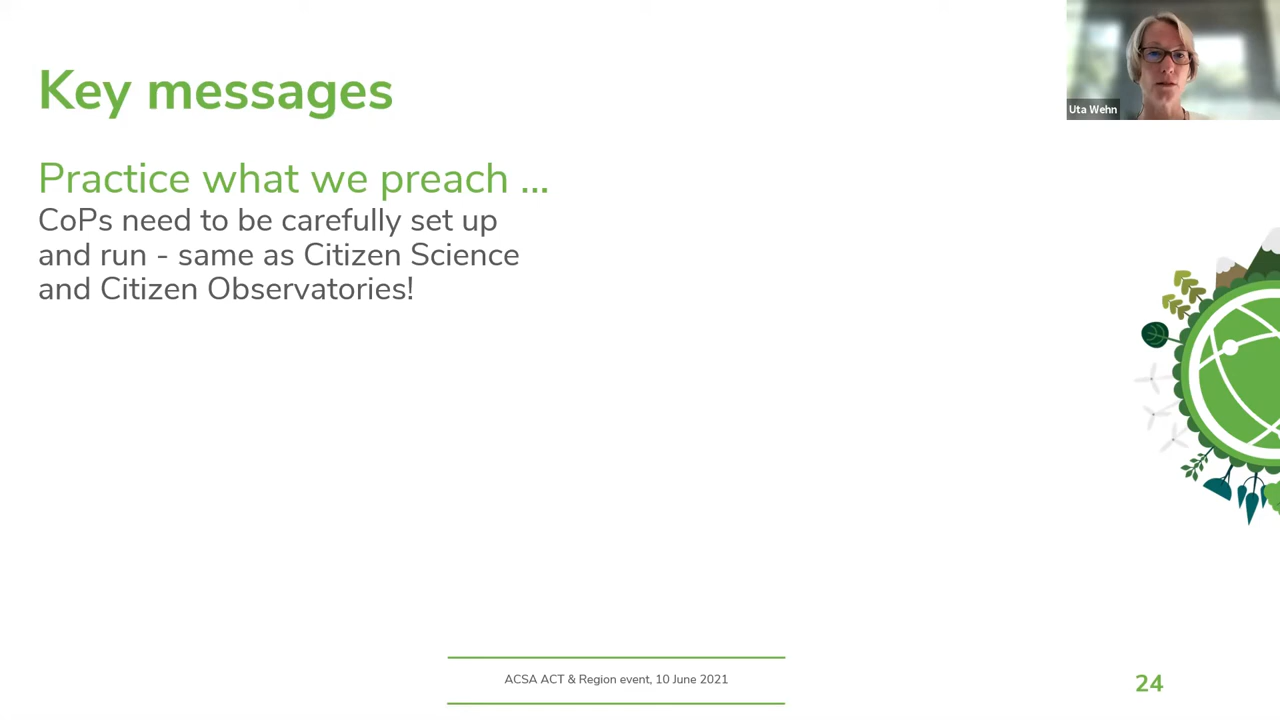 Key messages
Uta Wehn
Practice what we preach ...
CoPs need to be carefully set up
and run - same as Citizen Science
and Citizen Observatories!
ACSA ACT & Region event, 10 June 2021
24